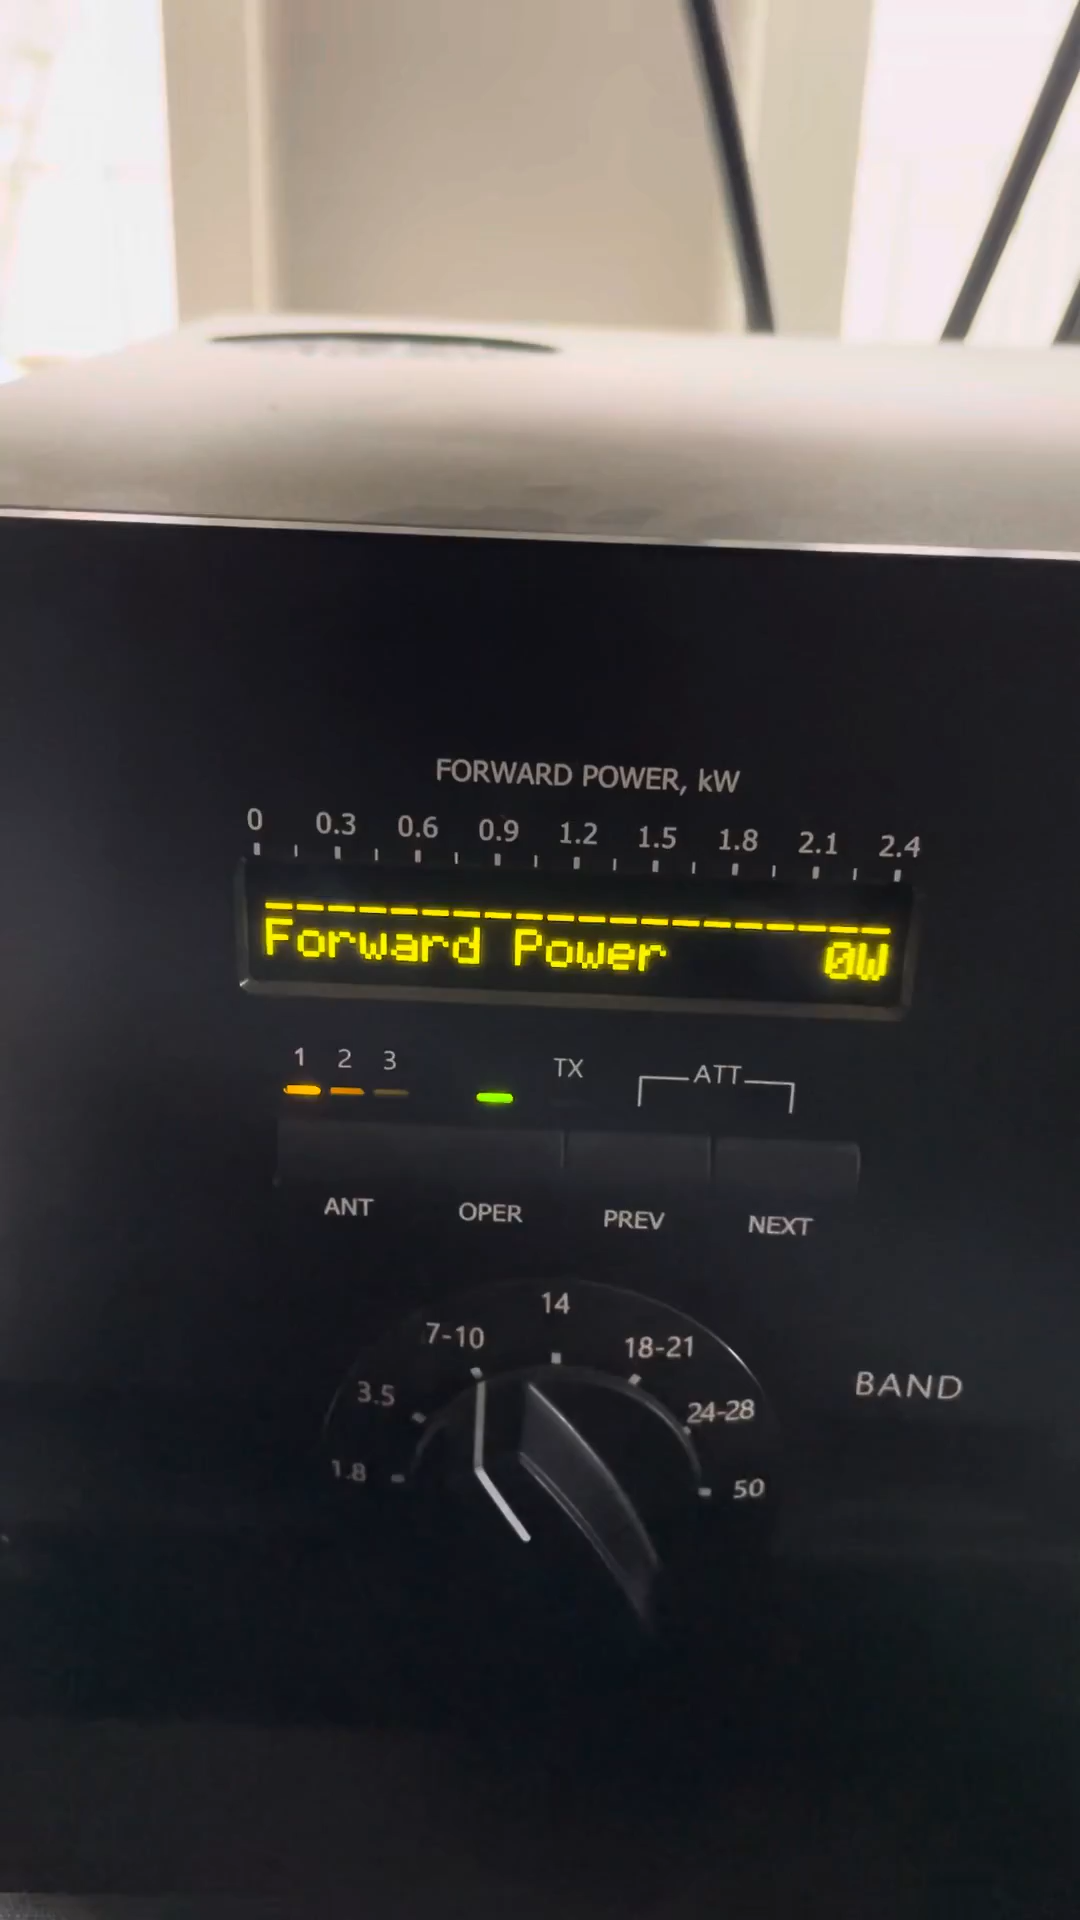 FORWARD POWER, kW
0 0.3 0.6 0.9 1.2 1.5 1.8 2.1 2.4
Forward Power 0W
1 2 3 TX ATT
ANT OPER PREV NEXT
14
7-10 18-21
3.5 24-28 BAND
1.8 50